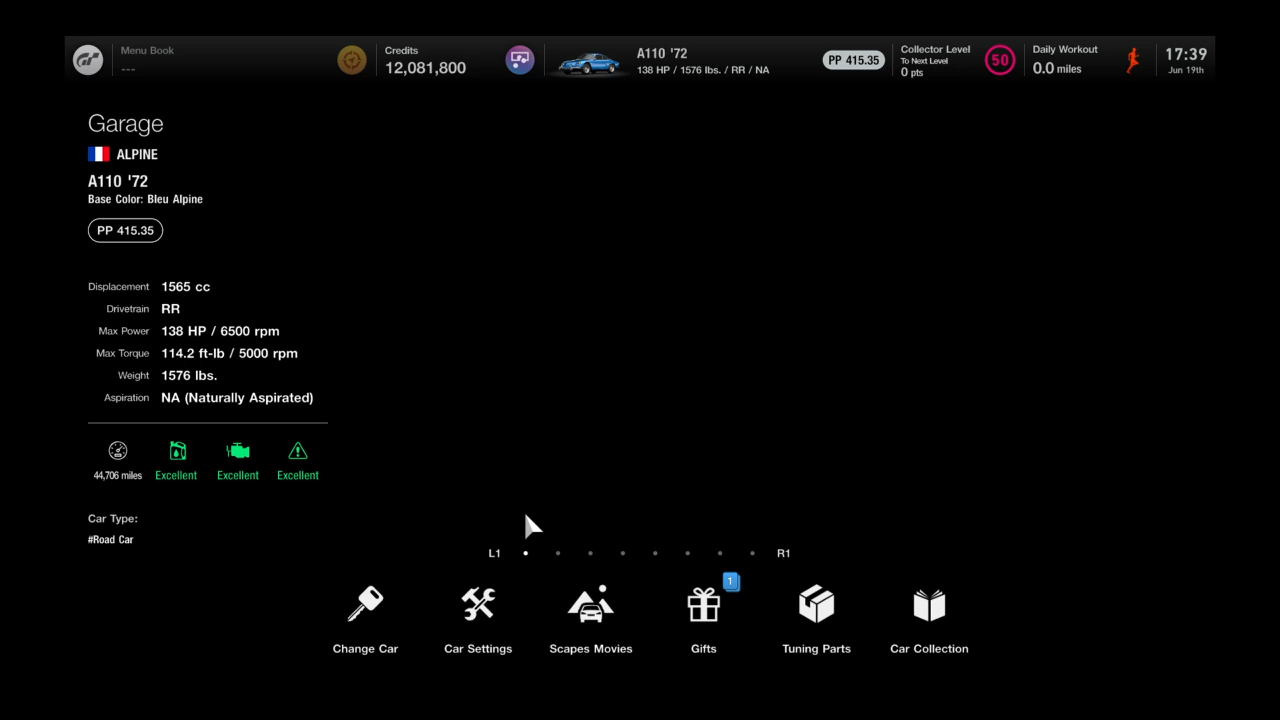 Menu Book
---
Credits
12,081,800
A110 '72
138 HP / 1576 lbs. / RR / NA
PP 415.35
Collector Level
To Next Level
0 pts
50
Daily Workout
0.0 miles
17:39
Jun 19th
Garage
ALPINE
A110 '72
Base Color: Bleu Alpine
PP 415.35
Displacement 1565 cc
Drivetrain RR
Max Power 138 HP / 6500 rpm
Max Torque 114.2 ft-lb / 5000 rpm
Weight 1576 lbs.
Aspiration NA (Naturally Aspirated)
44,706 miles Excellent Excellent Excellent
Car Type:
#Road Car
L1 R1
1
Change Car Car Settings Scapes Movies Gifts Tuning Parts Car Collection